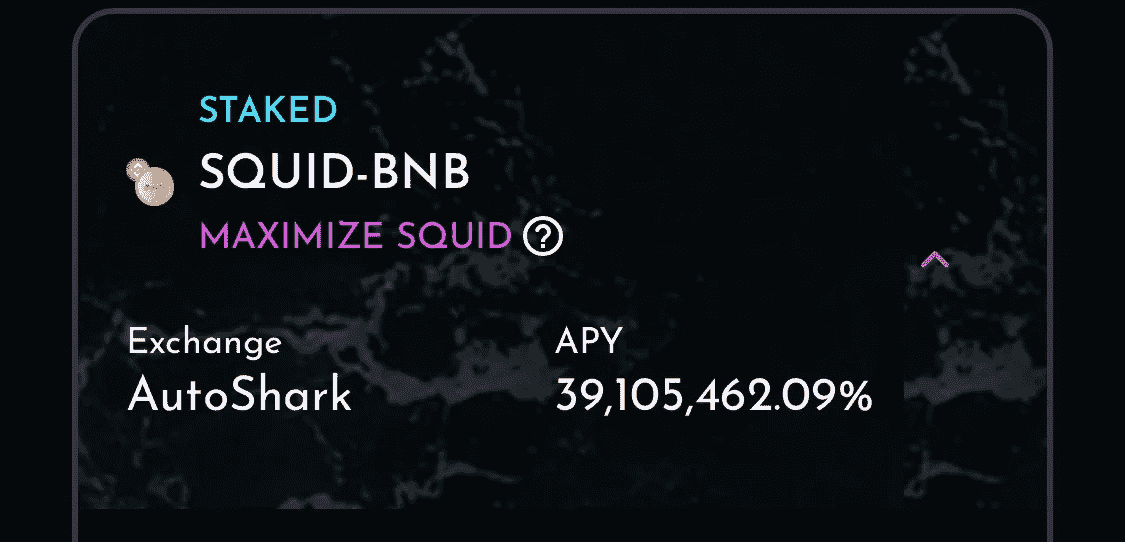 STAKED
SQUID-BNB
MAXIMIZE SQUID ?
Exchange
AutoShark
APY
39,105,462.09%